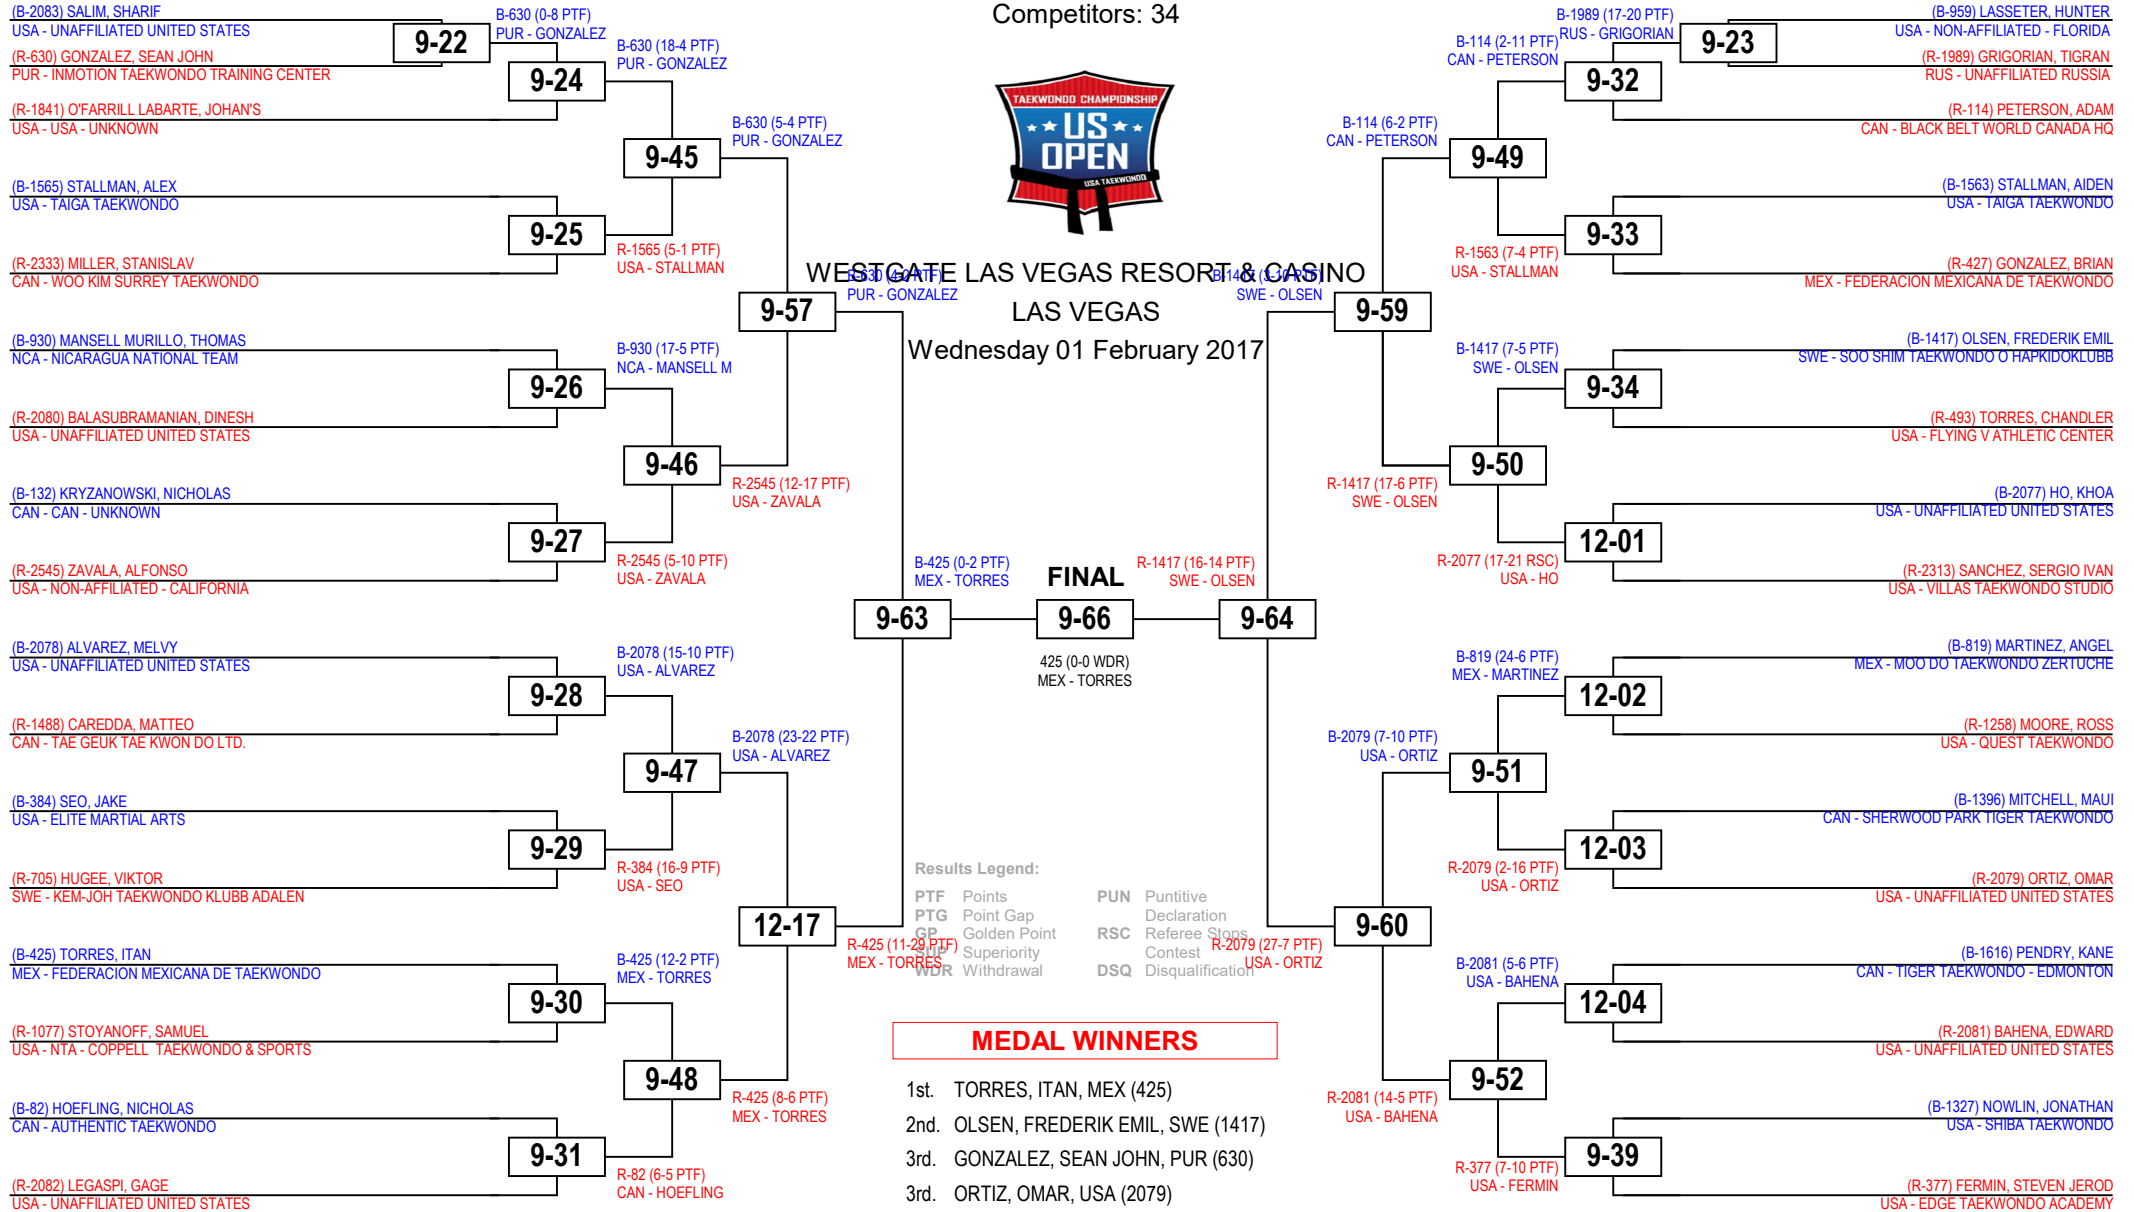 Competitors: 34
TAEKWONDO CHAMPIONSHIP
US
OPEN
USA TAEKWONDO
WESTGATE LAS VEGAS RESORT & CASINO
LAS VEGAS
Wednesday 01 February 2017
(B-2083) SALIM, SHARIF
USA - UNAFFILIATED UNITED STATES
(R-630) GONZALEZ, SEAN JOHN
PUR - INMOTION TAEKWONDO TRAINING CENTER
(R-1841) O'FARRILL LABARTE, JOHAN'S
USA - USA - UNKNOWN
(B-1565) STALLMAN, ALEX
USA - TAIGA TAEKWONDO
(R-2333) MILLER, STANISLAV
CAN - WOO KIM SURREY TAEKWONDO
(B-930) MANSELL MURILLO, THOMAS
NCA - NICARAGUA NATIONAL TEAM
(R-2080) BALASUBRAMANIAN, DINESH
USA - UNAFFILIATED UNITED STATES
(B-132) KRYZANOWSKI, NICHOLAS
CAN - CAN - UNKNOWN
(R-2545) ZAVALA, ALFONSO
USA - NON-AFFILIATED - CALIFORNIA
(B-2078) ALVAREZ, MELVY
USA - UNAFFILIATED UNITED STATES
(R-1488) CAREDDA, MATTEO
CAN - TAE GEUK TAE KWON DO LTD.
(B-384) SEO, JAKE
USA - ELITE MARTIAL ARTS
(R-705) HUGEE, VIKTOR
SWE - KEM-JOH TAEKWONDO KLUBB ADALEN
(B-425) TORRES, ITAN
MEX - FEDERACION MEXICANA DE TAEKWONDO
(R-1077) STOYANOFF, SAMUEL
USA - NTA - COPPELL TAEKWONDO & SPORTS
(B-82) HOEFLING, NICHOLAS
CAN - AUTHENTIC TAEKWONDO
(R-2082) LEGASPI, GAGE
USA - UNAFFILIATED UNITED STATES
9-22
B-630 (0-8 PTF)
PUR - GONZALEZ
9-24
9-25
9-26
9-27
9-28
9-29
9-30
9-31
B-630 (18-4 PTF)
PUR - GONZALEZ
R-1565 (5-1 PTF)
USA - STALLMAN
B-930 (17-5 PTF)
NCA - MANSELL M
R-2545 (5-10 PTF)
USA - ZAVALA
B-2078 (15-10 PTF)
USA - ALVAREZ
R-384 (16-9 PTF)
USA - SEO
B-425 (12-2 PTF)
MEX - TORRES
R-82 (6-5 PTF)
CAN - HOEFLING
9-45
9-46
9-47
9-48
B-630 (5-4 PTF)
PUR - GONZALEZ
R-2545 (12-17 PTF)
USA - ZAVALA
B-2078 (23-22 PTF)
USA - ALVAREZ
R-425 (8-6 PTF)
MEX - TORRES
9-57
12-17
R-630 (4-2 PTF)
PUR - GONZALEZ
R-425 (11-29 PTF)
MEX - TORRES
9-63
B-425 (0-2 PTF)
MEX - TORRES
FINAL
9-66
425 (0-0 WDR)
MEX - TORRES
R-1417 (16-14 PTF)
SWE - OLSEN
9-64
B-1417 (3-10 PTF)
SWE - OLSEN
R-2079 (27-7 PTF)
USA - ORTIZ
9-59
9-60
B-114 (6-2 PTF)
CAN - PETERSON
R-1417 (17-6 PTF)
SWE - OLSEN
B-2079 (7-10 PTF)
USA - ORTIZ
R-2081 (14-5 PTF)
USA - BAHENA
9-49
9-50
9-51
9-52
B-114 (2-11 PTF)
CAN - PETERSON
R-1563 (7-4 PTF)
USA - STALLMAN
B-1417 (7-5 PTF)
SWE - OLSEN
R-2077 (17-21 RSC)
USA - HO
B-819 (24-6 PTF)
MEX - MARTINEZ
R-2079 (2-16 PTF)
USA - ORTIZ
B-2081 (5-6 PTF)
USA - BAHENA
R-377 (7-10 PTF)
USA - FERMIN
9-32
9-33
9-34
12-01
12-02
12-03
12-04
9-39
B-1989 (17-20 PTF)
RUS - GRIGORIAN
9-23
(B-959) LASSETER, HUNTER
USA - NON-AFFILIATED - FLORIDA
(R-1989) GRIGORIAN, TIGRAN
RUS - UNAFFILIATED RUSSIA
(R-114) PETERSON, ADAM
CAN - BLACK BELT WORLD CANADA HQ
(B-1563) STALLMAN, AIDEN
USA - TAIGA TAEKWONDO
(R-427) GONZALEZ, BRIAN
MEX - FEDERACION MEXICANA DE TAEKWONDO
(B-1417) OLSEN, FREDERIK EMIL
SWE - SOO SHIM TAEKWONDO O HAPKIDOKLUBB
(R-493) TORRES, CHANDLER
USA - FLYING V ATHLETIC CENTER
(B-2077) HO, KHOA
USA - UNAFFILIATED UNITED STATES
(R-2313) SANCHEZ, SERGIO IVAN
USA - VILLAS TAEKWONDO STUDIO
(B-819) MARTINEZ, ANGEL
MEX - MOO DO TAEKWONDO ZERTUCHE
(R-1258) MOORE, ROSS
USA - QUEST TAEKWONDO
(B-1396) MITCHELL, MAUI
CAN - SHERWOOD PARK TIGER TAEKWONDO
(R-2079) ORTIZ, OMAR
USA - UNAFFILIATED UNITED STATES
(B-1616) PENDRY, KANE
CAN - TIGER TAEKWONDO - EDMONTON
(R-2081) BAHENA, EDWARD
USA - UNAFFILIATED UNITED STATES
(B-1327) NOWLIN, JONATHAN
USA - SHIBA TAEKWONDO
(R-377) FERMIN, STEVEN JEROD
USA - EDGE TAEKWONDO ACADEMY
Results Legend:
PTF Points
PTG Point Gap
GP Golden Point
SUP Superiority
WDR Withdrawal
PUN Puntitive
Declaration
RSC Referee Stops
Contest
DSQ Disqualification
MEDAL WINNERS
1st. TORRES, ITAN, MEX (425)
2nd. OLSEN, FREDERIK EMIL, SWE (1417)
3rd. GONZALEZ, SEAN JOHN, PUR (630)
3rd. ORTIZ, OMAR, USA (2079)